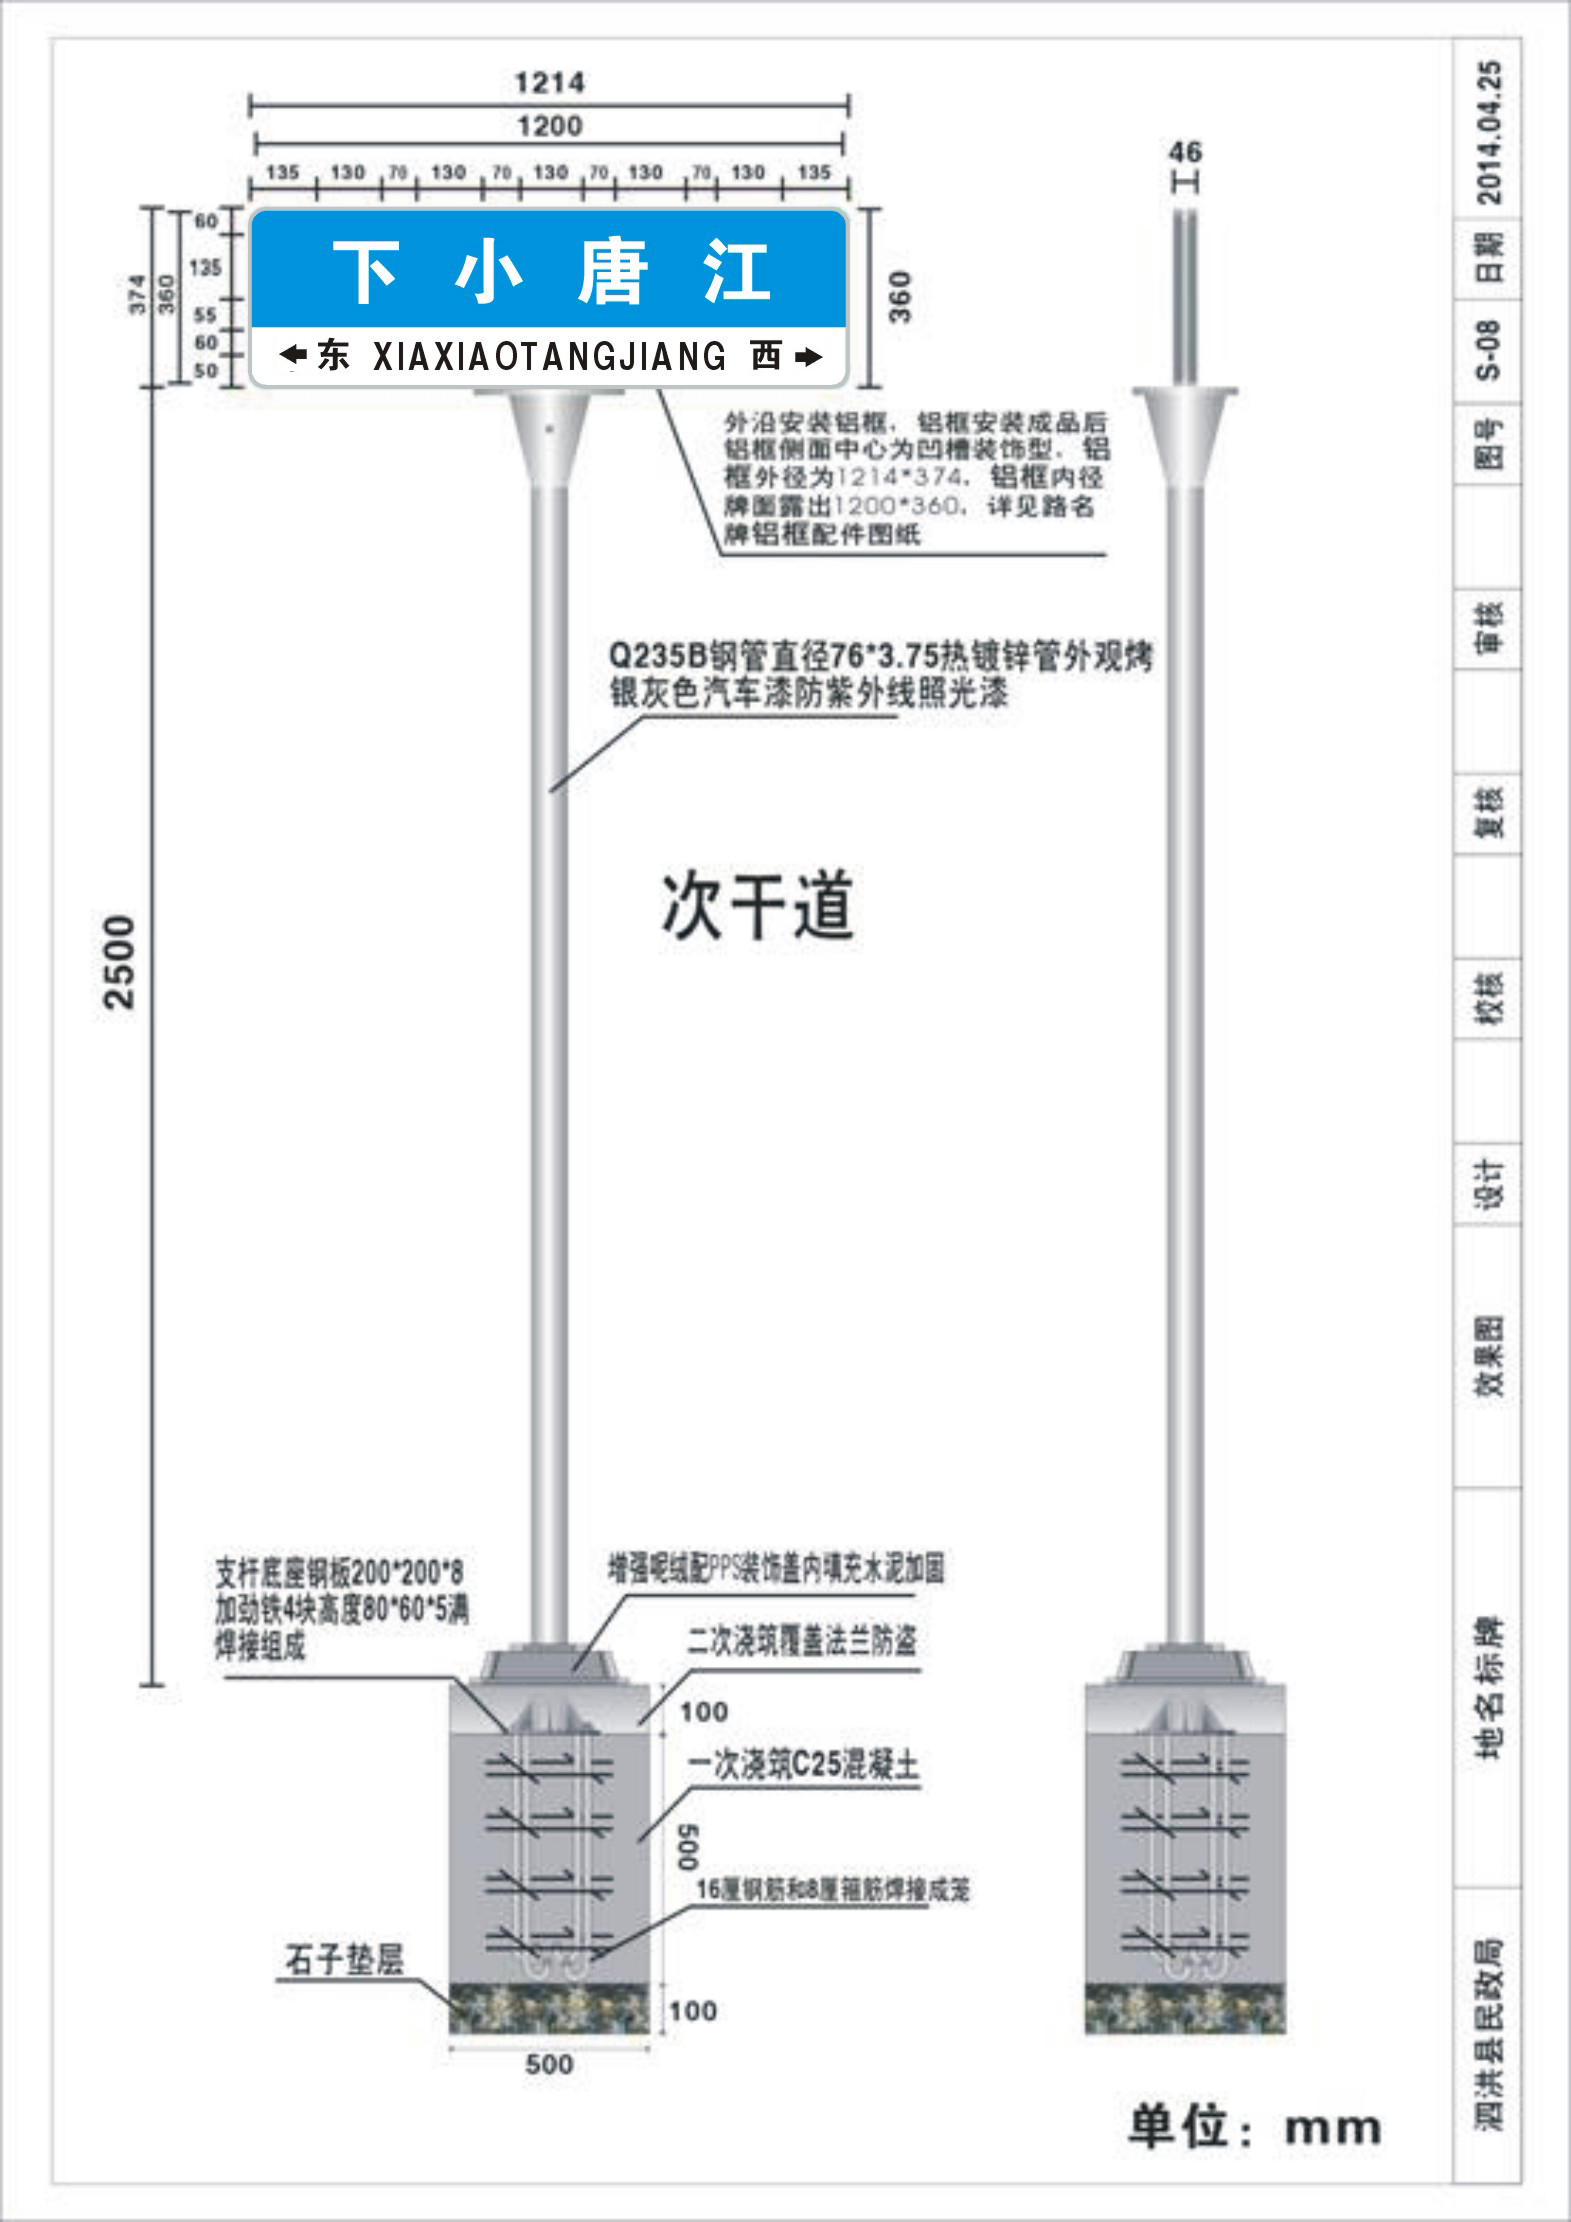 1214
1200
135 130 70 130 70 130 70 130 70 130 135
46
374
360
60
135
55
60
50
360
下小唐江
东 XIAXIAOTANGJIANG 西
外沿安装铝框，铝框安装成品后
铝框侧面中心为凹槽装饰型，铝
框外径为1214*374，铝框内径
牌面露出1200*360，详见路名
牌铝框配件图纸
Q235B钢管直径76*3.75热镀锌管外观烤
银灰色汽车漆防紫外线照光漆
次干道
2500
支杆底座钢板200*200*8
加劲铁4块高度80*60*5满
焊接组成
增强呢绒配PPS装饰盖内填充水泥加固
二次浇筑覆盖法兰防盗
100
一次浇筑C25混凝土
500
16厘钢筋和8厘箍筋焊接成笼
石子垫层
100
500
单位：mm
2014.04.25
日期
S-08
图号
审核
复核
校核
设计
效果图
地名标牌
泗洪县民政局